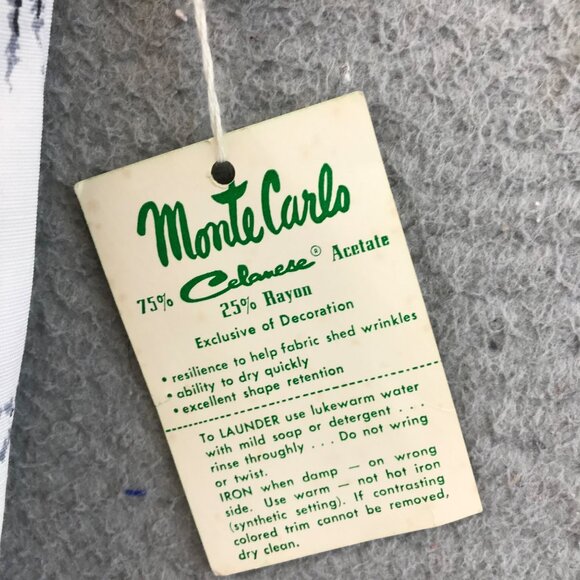 Monte Carlo
75% Celanese® Acetate
25% Rayon
Exclusive of Decoration
• resilience to help fabric shed wrinkles
• ability to dry quickly
• excellent shape retention
To LAUNDER use lukewarm water
with mild soap or detergent . . .
rinse throughly . . . Do not wring
or twist.
IRON when damp — on wrong
side. Use warm — not hot iron
(synthetic setting). If contrasting
colored trim cannot be removed,
dry clean.